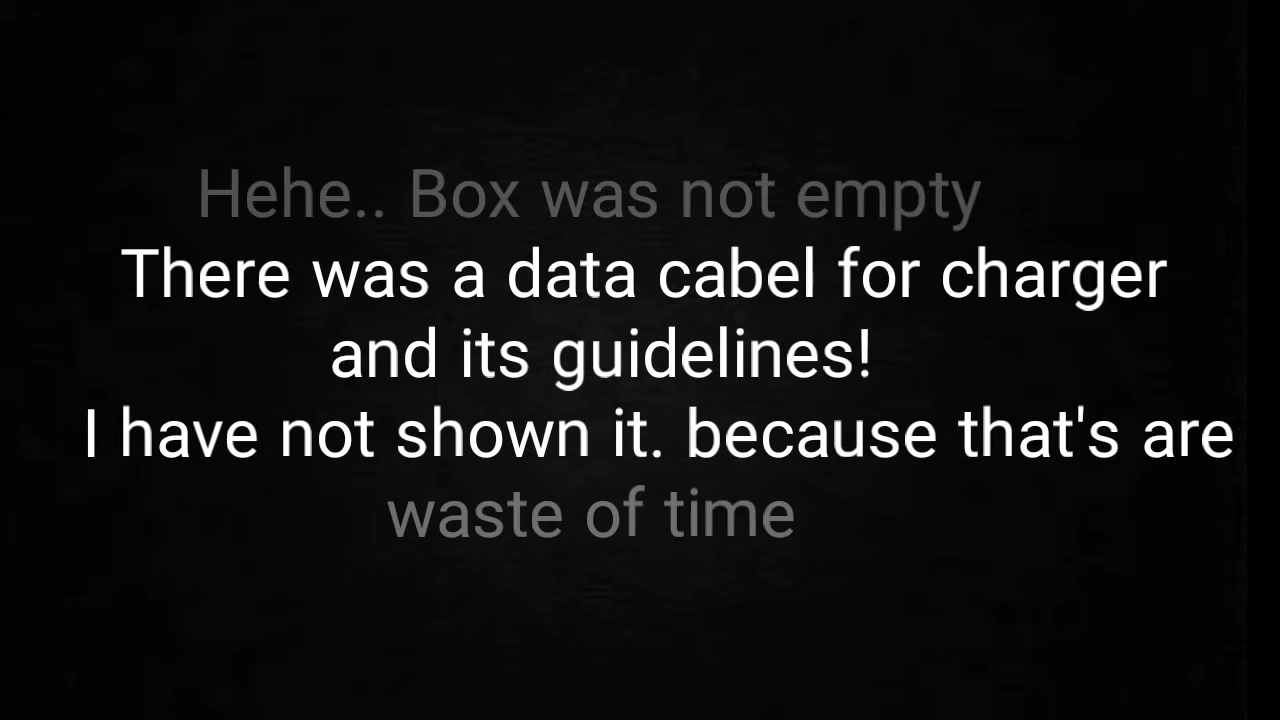 Hehe.. Box was not empty
There was a data cabel for charger
and its guidelines!
I have not shown it. because that's are
waste of time